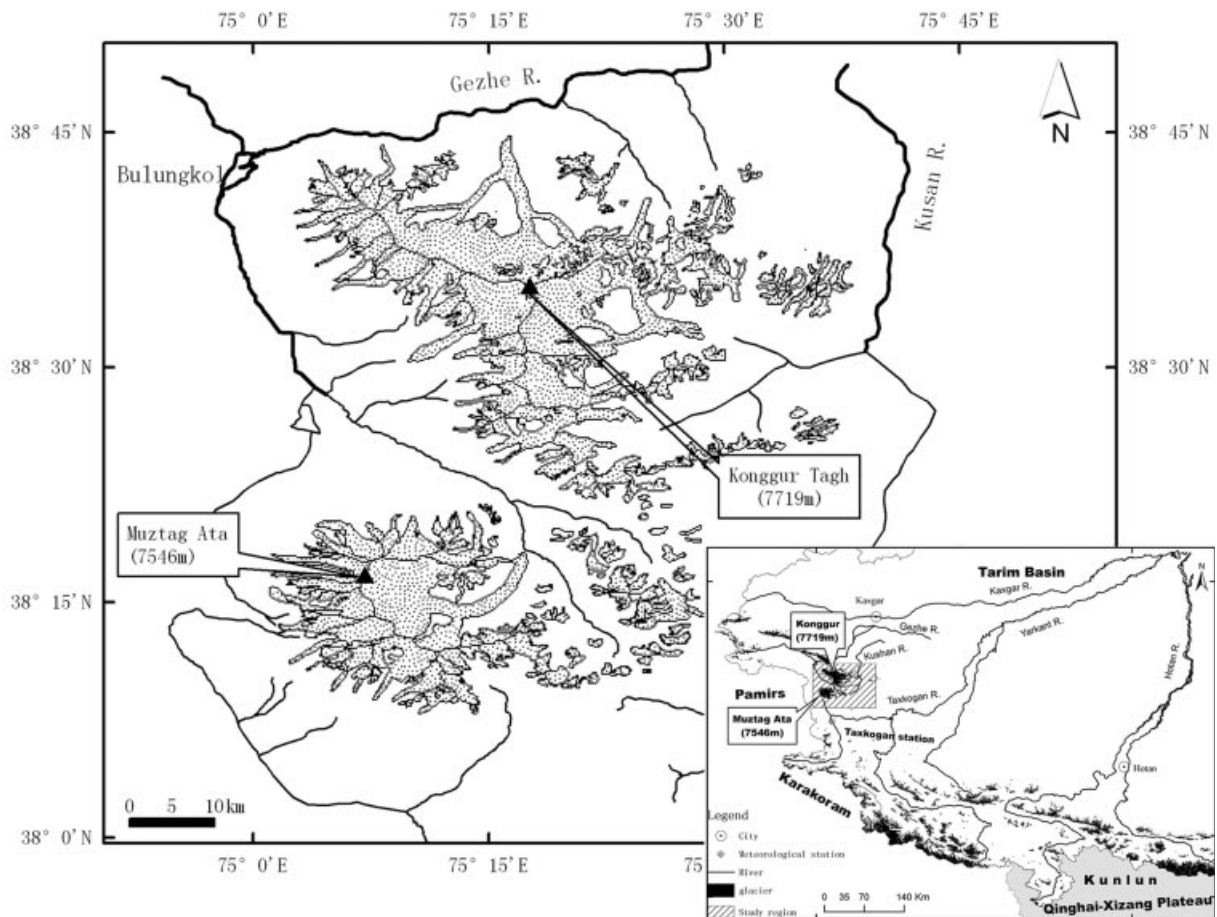 75° 0'E 75° 15'E 75° 30'E 75° 45'E
Gezhe R.
N
38° 45'N 38° 45'N
Bulungkol
Kusan R.
38° 30'N 38° 30'N
Konggur Tagh
(7719m)
Muztag Ata
(7546m)
38° 15'N
0 5 10km
38° 0'N
75° 0'E 75° 15'E
Tarim Basin
N
Kaxgar
Kaxgar R.
Konggur
(7719m)
Gezhe R.
Yarkant R.
Kushan R.
Hotan R.
Pamirs
Taxkogan R.
Muztag Ata
(7546m)
Taxkogan station
Hotan
Karakoram
Legend
City
Meteorological station
River
glacier
Study region
0 35 70 140 Km
Kunlun
Qinghai-Xizang Plateau